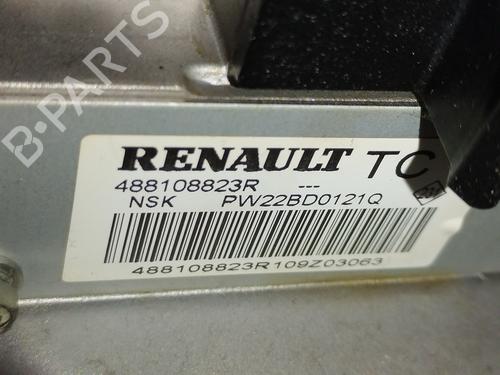 B-PARTS
RENAULT TC
488108823R ---
NSK PW22BD0121Q
488108823R109Z03063